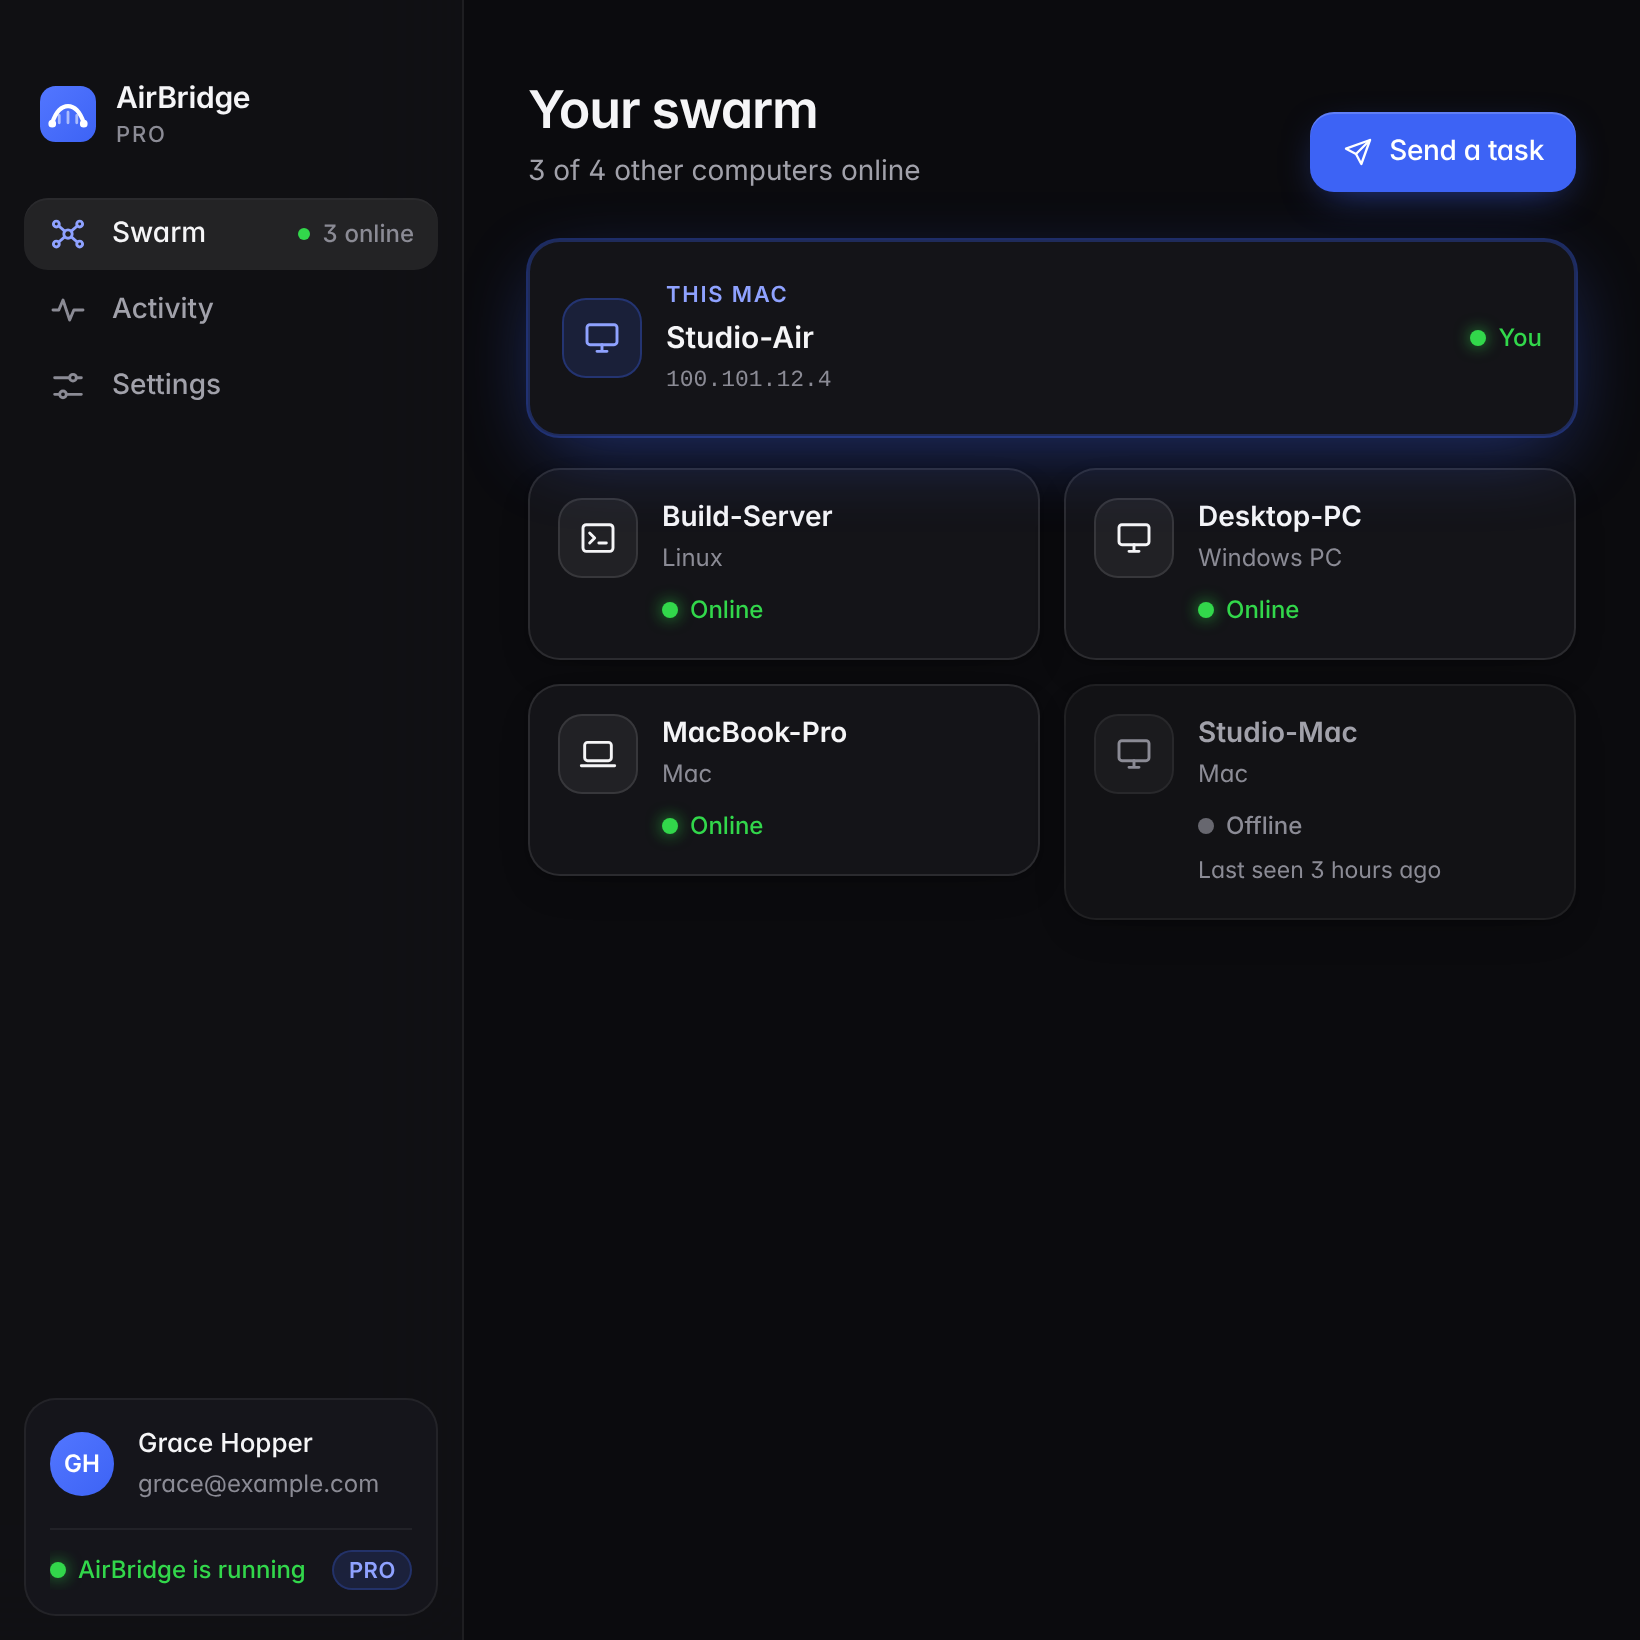 AirBridge
PRO
Swarm
3 online
Activity
Settings
Grace Hopper
GH
grace@example.com
AirBridge is running
PRO
Your swarm
3 of 4 other computers online
Send a task
THIS MAC
Studio-Air
100.101.12.4
You
Build-Server
Linux
Online
Desktop-PC
Windows PC
Online
MacBook-Pro
Mac
Online
Studio-Mac
Mac
Offline
Last seen 3 hours ago